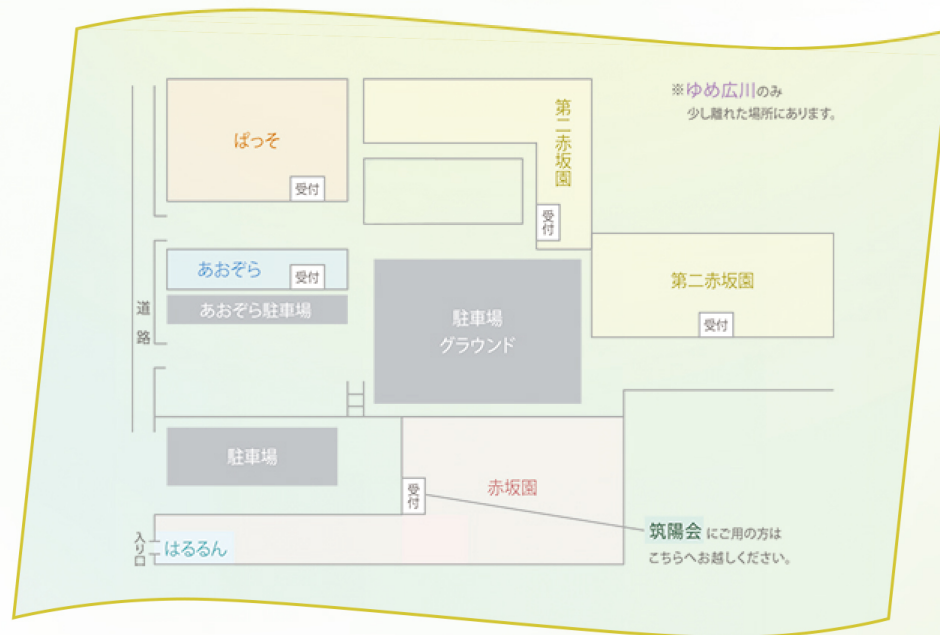 ※ゆめ広川のみ
少し離れた場所にあります。
ぱっそ
受付
第二赤坂園
受付
あおぞら
受付
あおぞら駐車場
道路
駐車場
グラウンド
第二赤坂園
受付
駐車場
受付
赤坂園
入り口
はるるん
筑陽会 にご用の方は
こちらへお越しください。